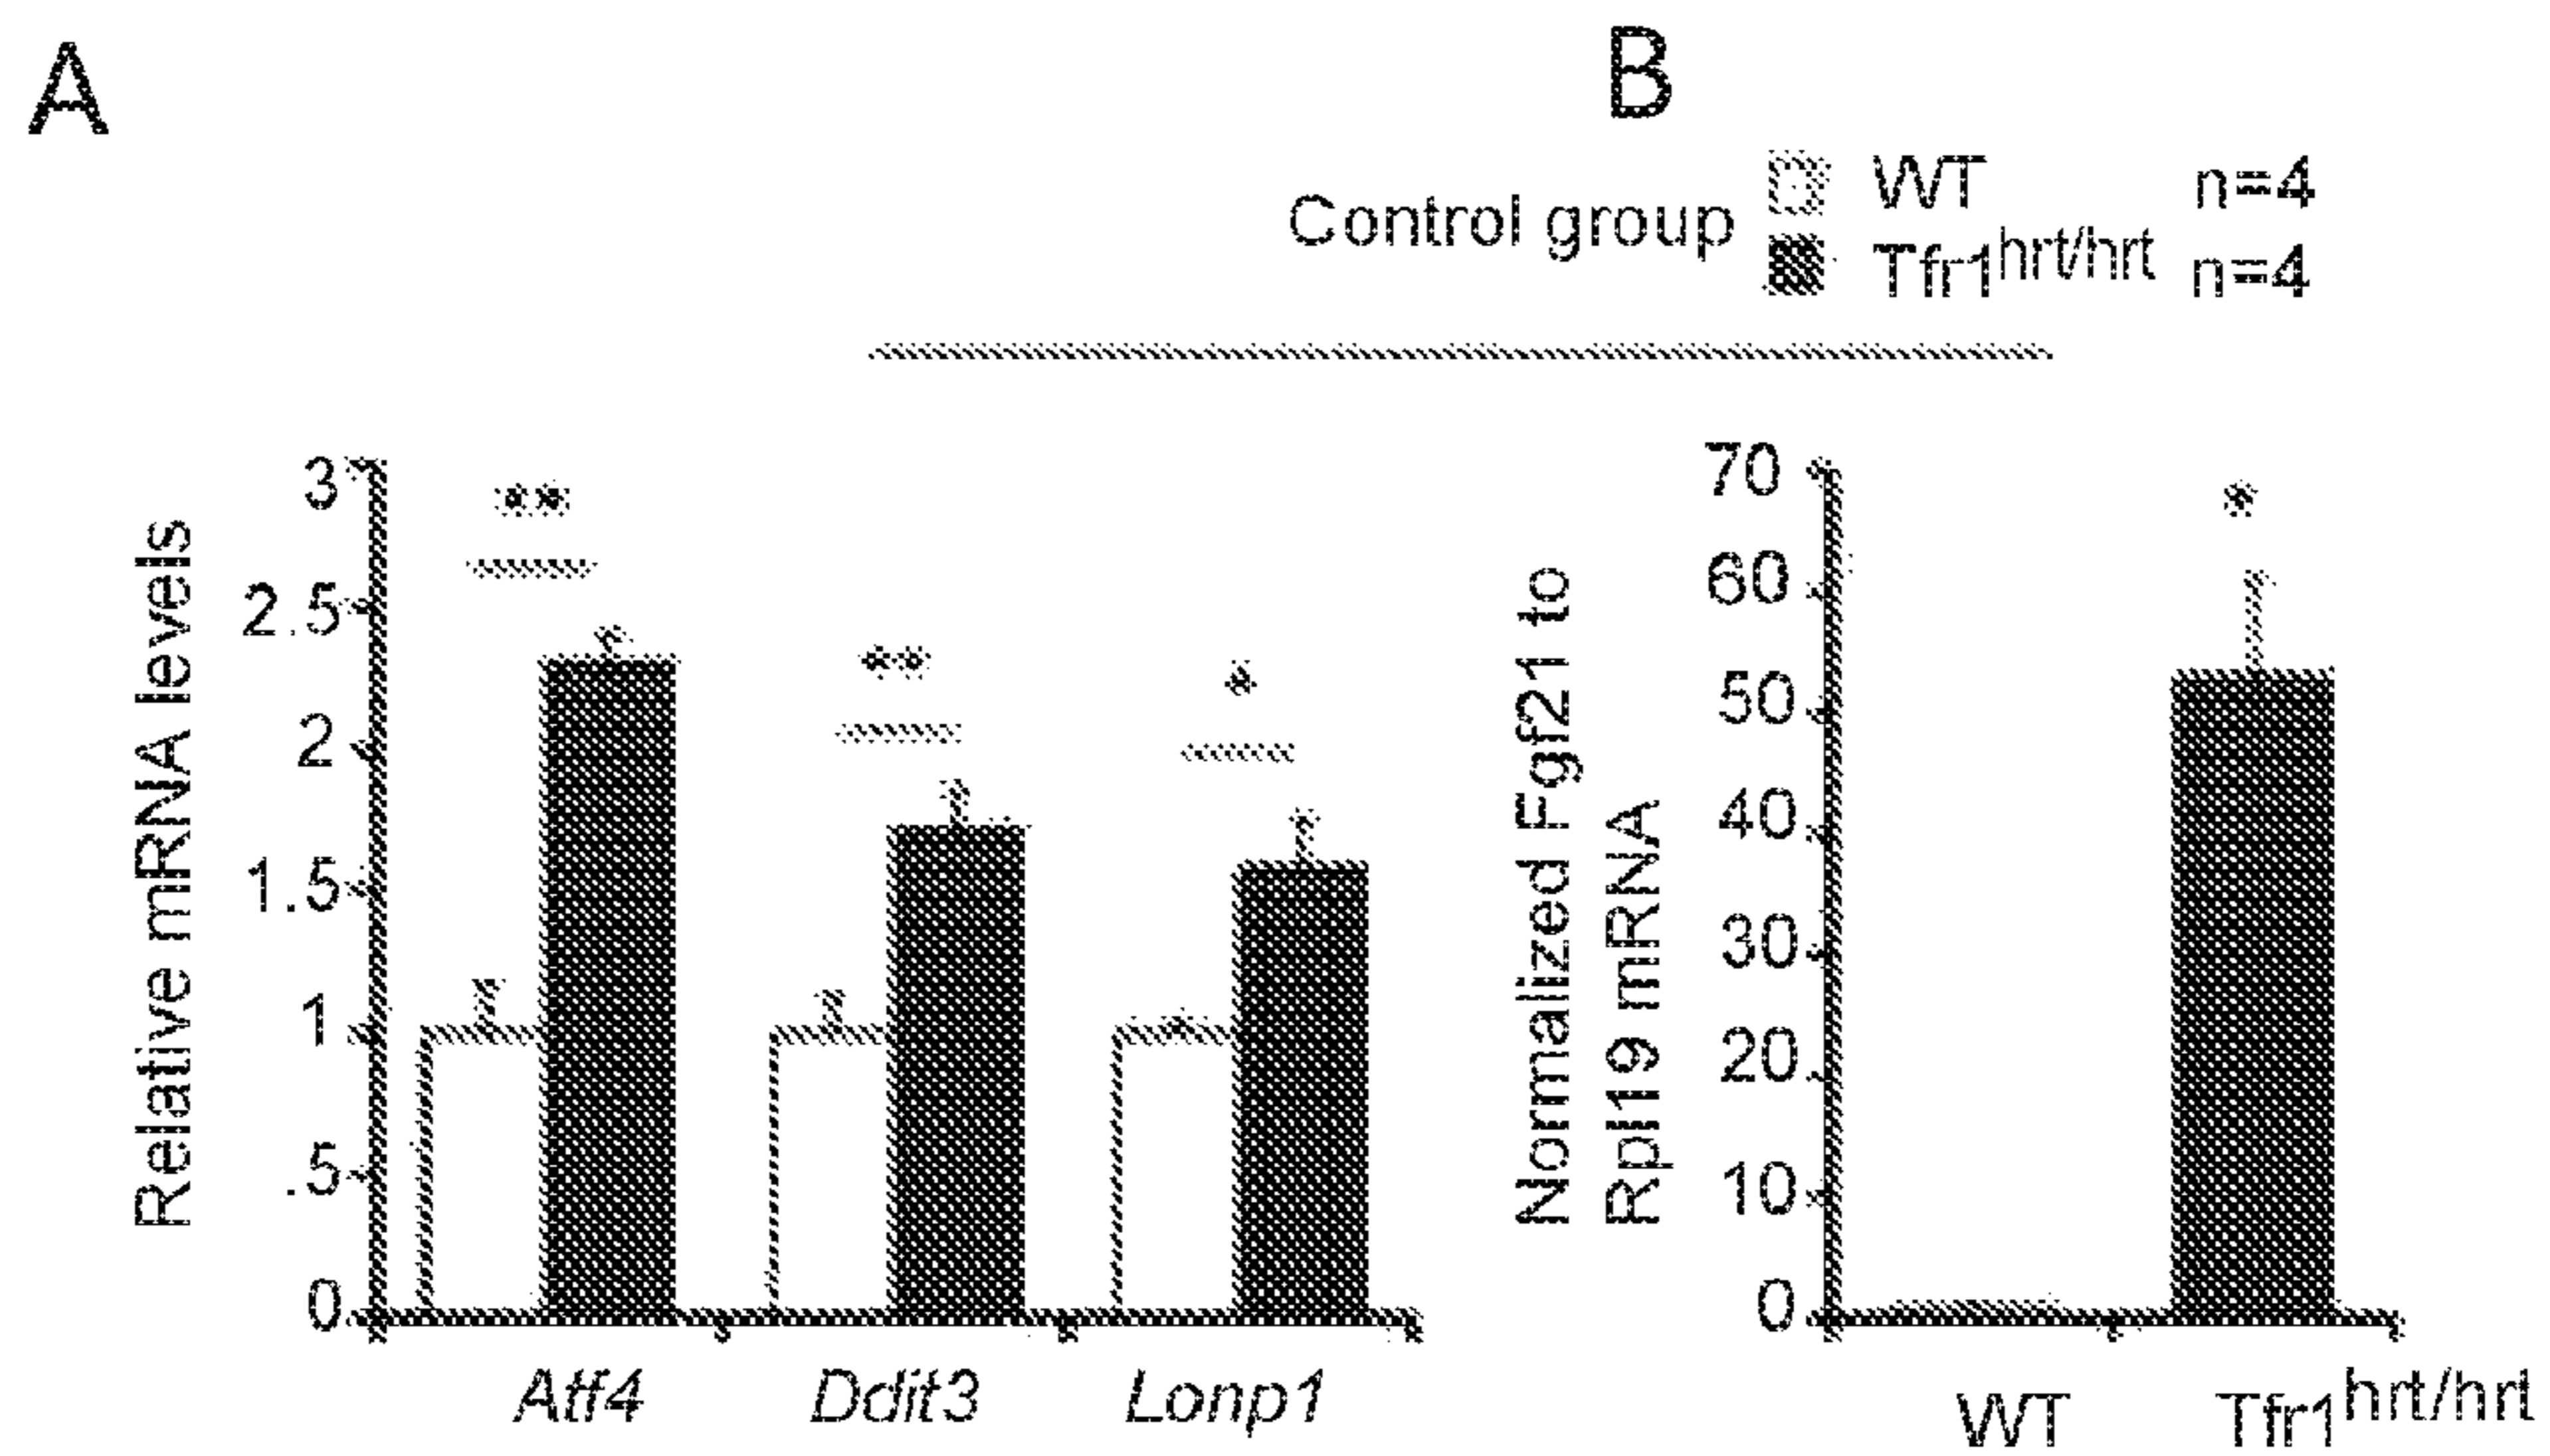 A
B
Control group
WT n=4
Tfr1hrt/hrt n=4
Relative mRNA levels
3
2.5
2
1.5
1
.5
0
**
**
*
Atf4 Ddit3 Lonp1
Normalized Fgf21 to
Rpl19 mRNA
70
60
50
40
30
20
10
0
*
WT Tfr1hrt/hrt